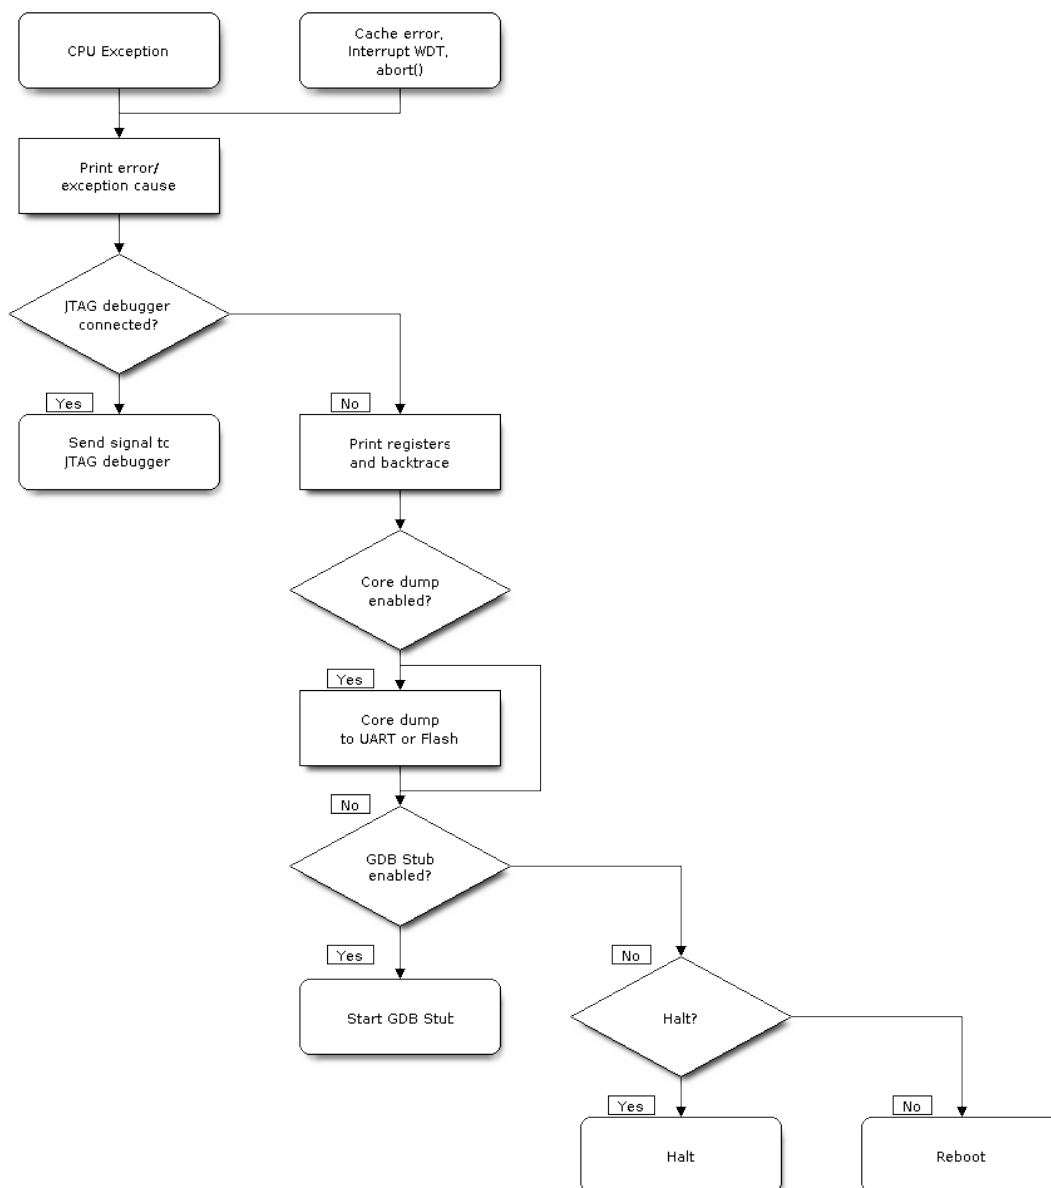 CPU Exception
Cache error,
Interrupt WDT,
abort()
Print error/
exception cause
JTAG debugger
connected?
Yes
No
Send signal to
JTAG debugger
Print registers
and backtrace
Core dump
enabled?
Yes
Core dump
to UART or Flash
No
GDB Stub
enabled?
Yes
No
Start GDB Stub
Halt?
Yes
No
Halt
Reboot